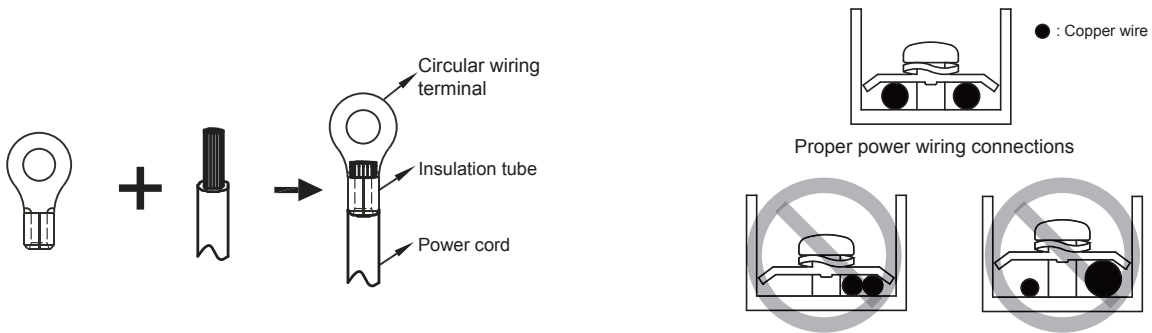 Circular wiring
terminal
Insulation tube
Power cord
: Copper wire
Proper power wiring connections